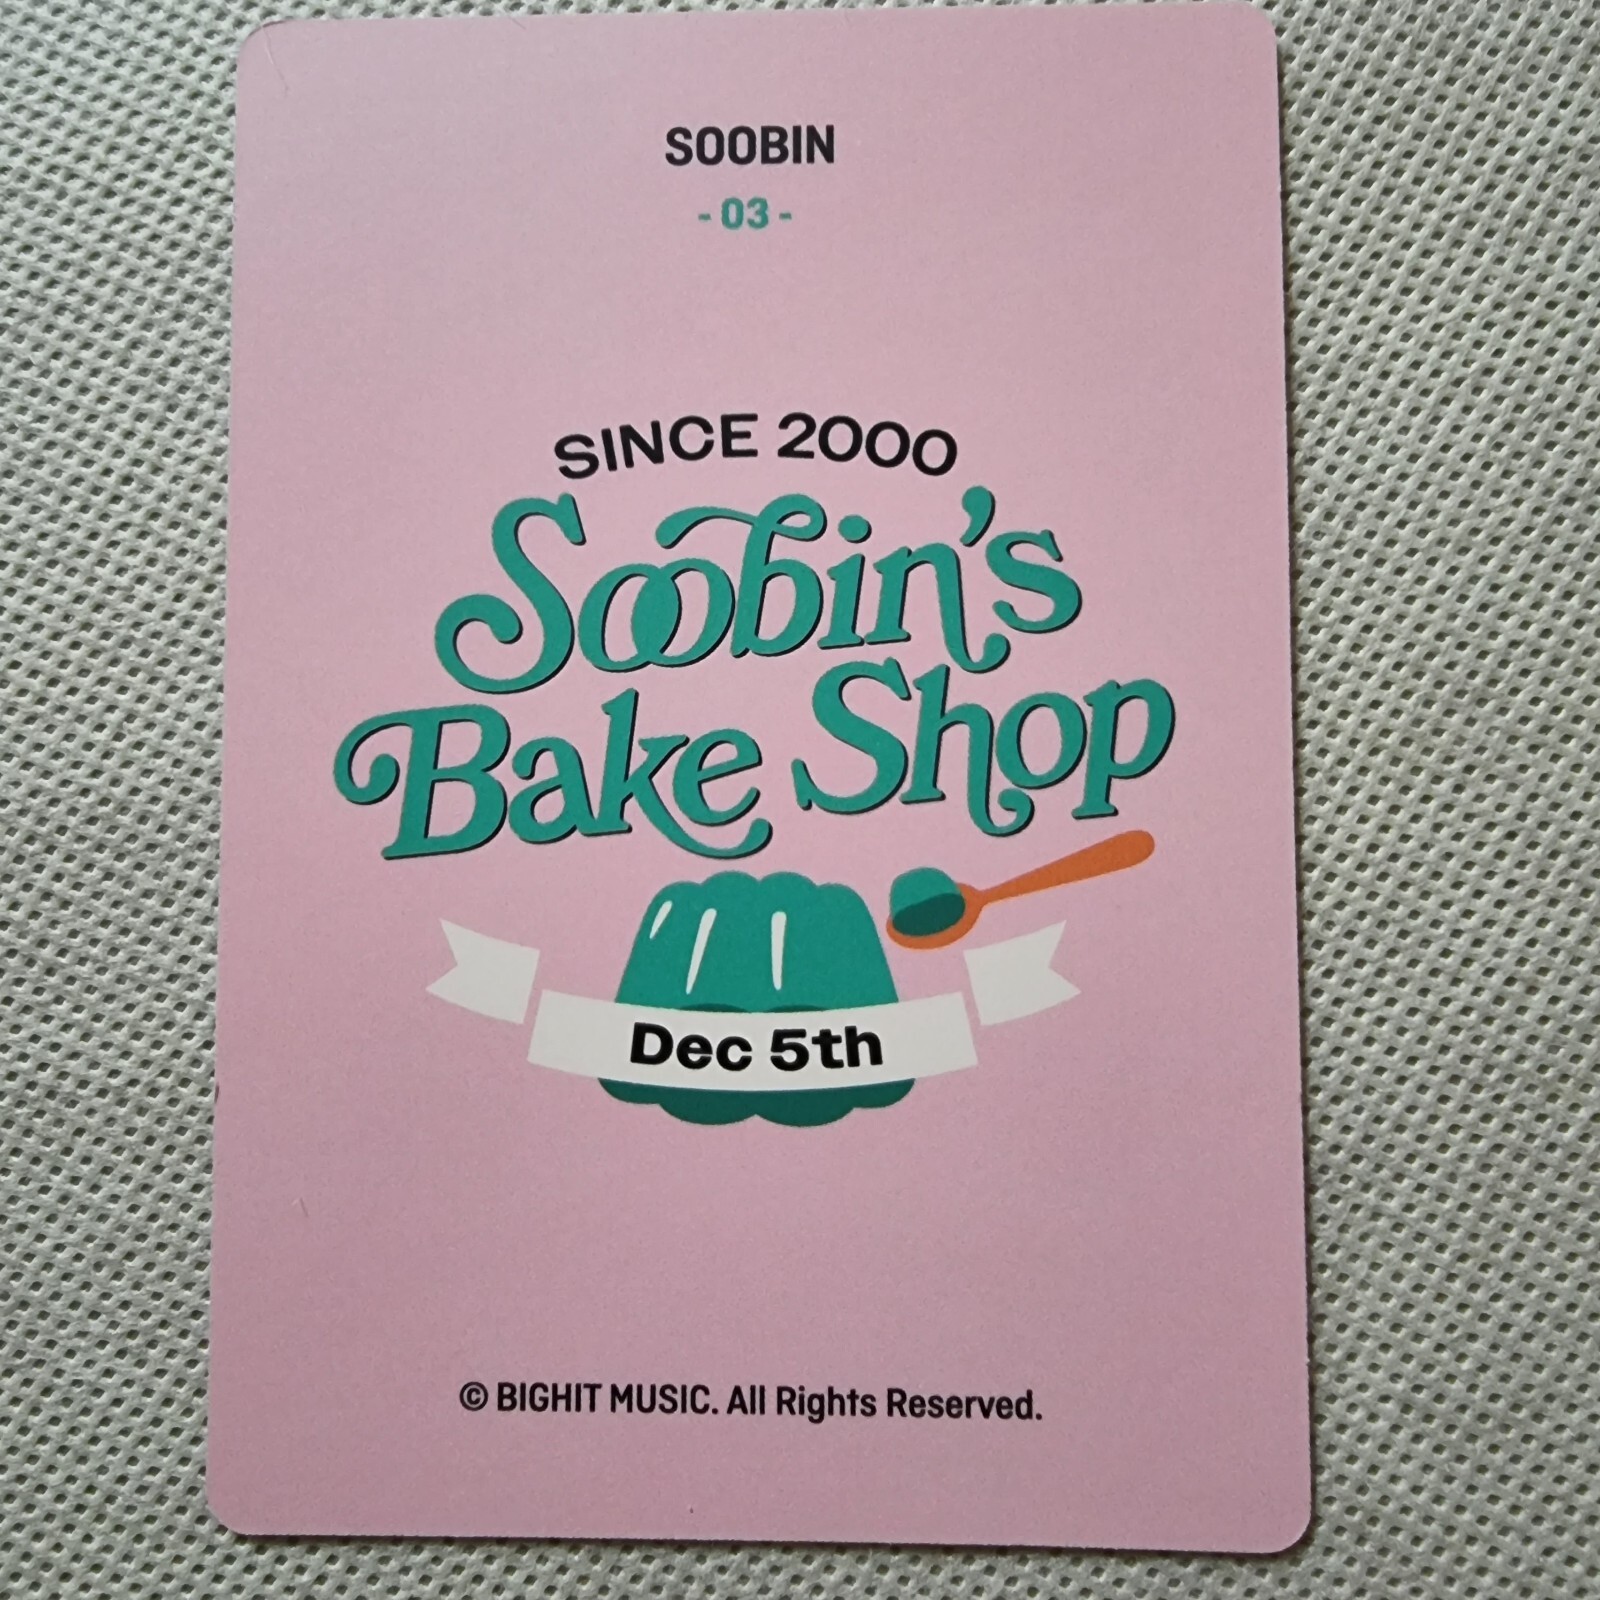 SOOBIN
- 03 -
SINCE 2000
Soobin's
Bake Shop
Dec 5th
© BIGHIT MUSIC. All Rights Reserved.